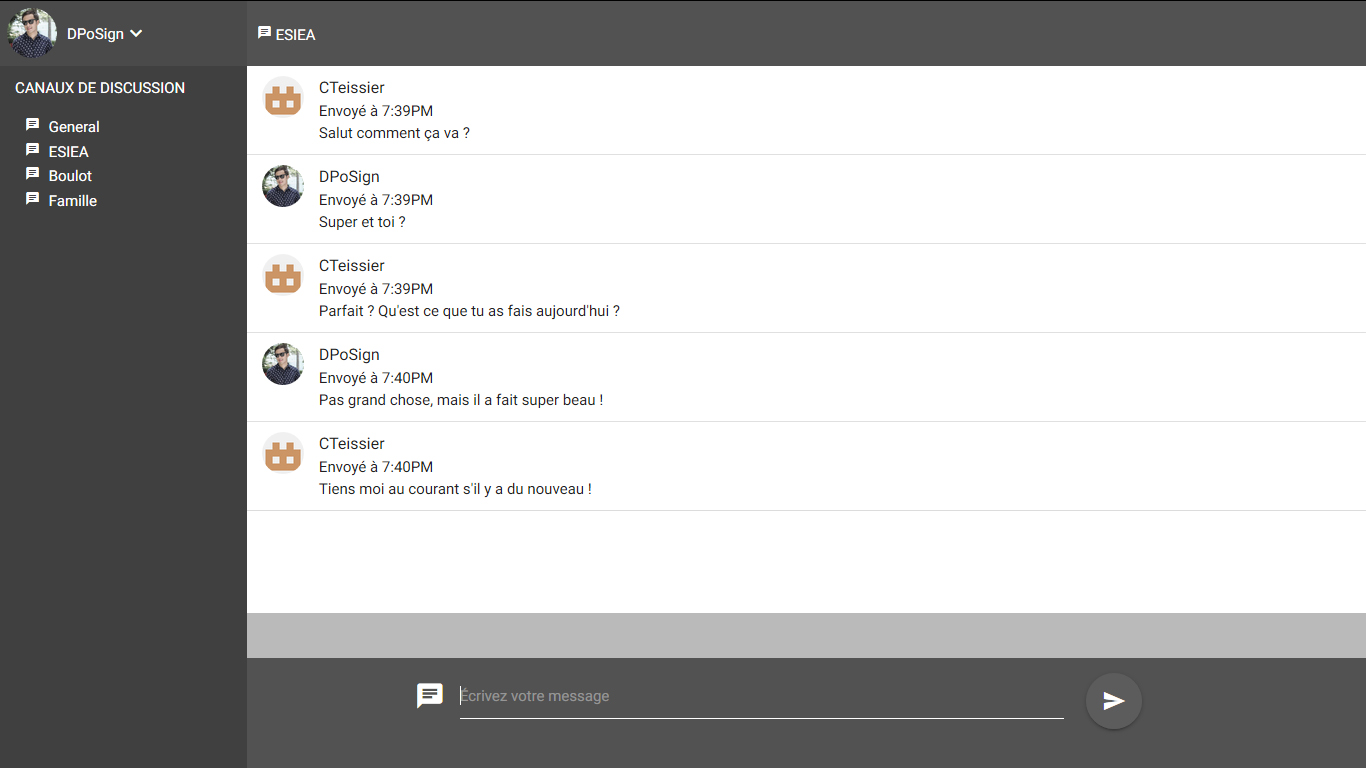 DPoSign
ESIEA
CANAUX DE DISCUSSION
General
ESIEA
Boulot
Famille
CTeissier
Envoyé à 7:39PM
Salut comment ça va ?
DPoSign
Envoyé à 7:39PM
Super et toi ?
CTeissier
Envoyé à 7:39PM
Parfait ? Qu'est ce que tu as fais aujourd'hui ?
DPoSign
Envoyé à 7:40PM
Pas grand chose, mais il a fait super beau !
CTeissier
Envoyé à 7:40PM
Tiens moi au courant s'il y a du nouveau !
Écrivez votre message